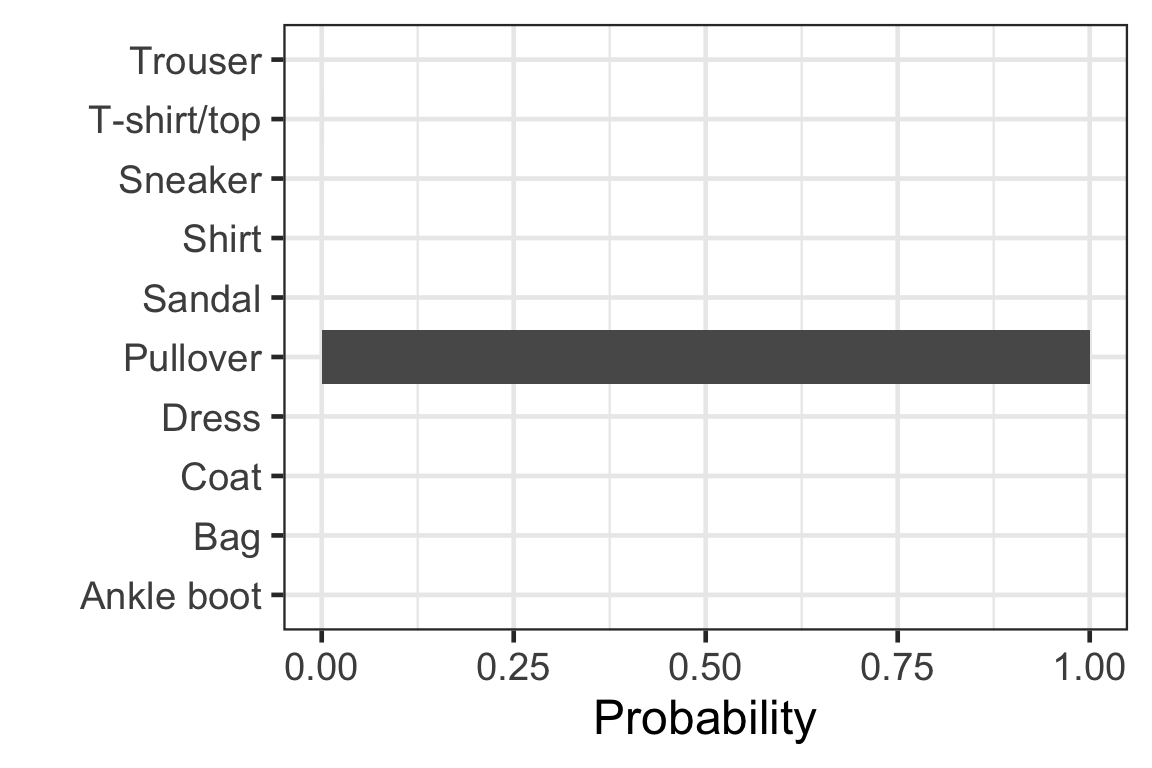 Trouser
T-shirt/top
Sneaker
Shirt
Sandal
Pullover
Dress
Coat
Bag
Ankle boot
0.00 0.25 0.50 0.75 1.00
Probability